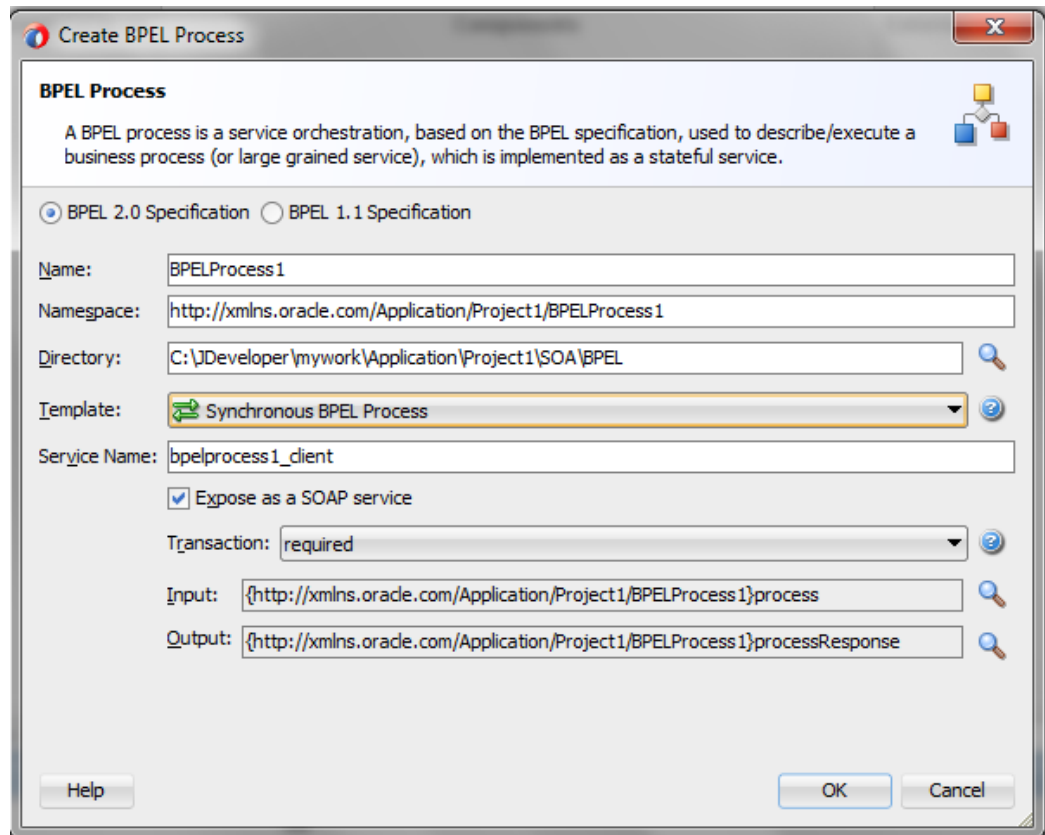 Create BPEL Process
BPEL Process
A BPEL process is a service orchestration, based on the BPEL specification, used to describe/execute a
business process (or large grained service), which is implemented as a stateful service.
BPEL 2.0 Specification BPEL 1.1 Specification
Name: BPELProcess1
Namespace: http://xmlns.oracle.com/Application/Project1/BPELProcess1
Directory: C:\JDeveloper\mywork\Application\Project1\SOA\BPEL
Template: Synchronous BPEL Process
Service Name: bpelprocess1_client
Expose as a SOAP service
Transaction: required
Input: {http://xmlns.oracle.com/Application/Project1/BPELProcess1}process
Output: {http://xmlns.oracle.com/Application/Project1/BPELProcess1}processResponse
Help OK Cancel